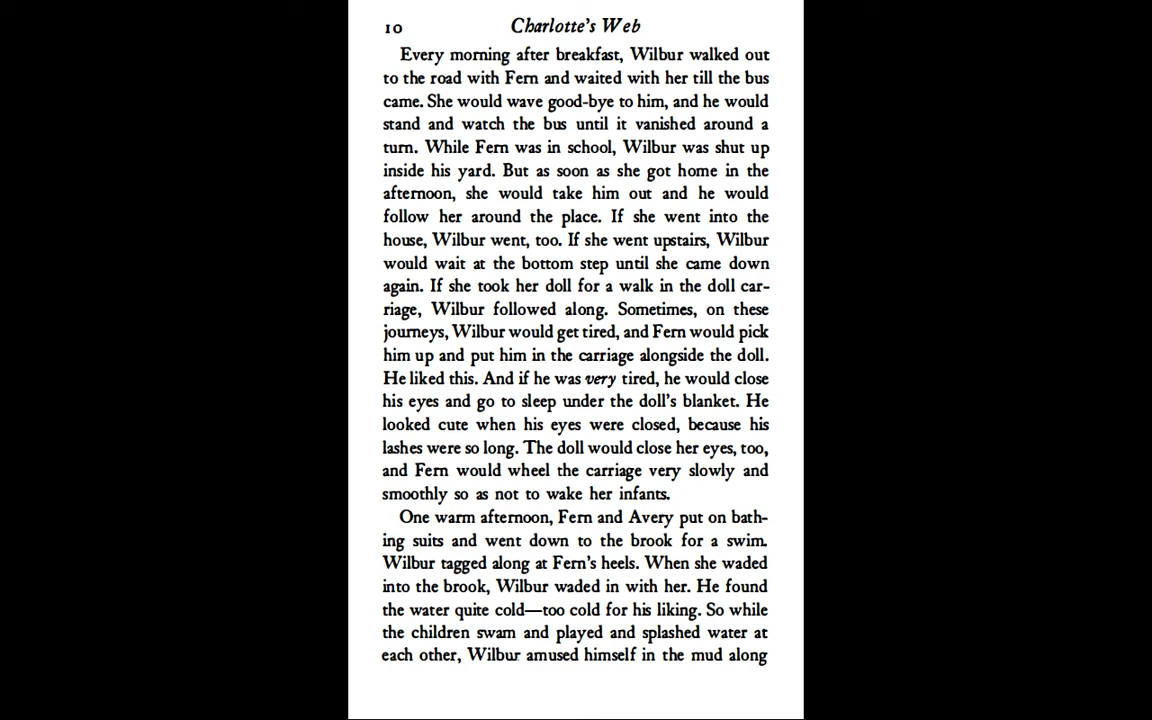 10 Charlotte's Web
Every morning after breakfast, Wilbur walked out
to the road with Fern and waited with her till the bus
came. She would wave good-bye to him, and he would
stand and watch the bus until it vanished around a
turn. While Fern was in school, Wilbur was shut up
inside his yard. But as soon as she got home in the
afternoon, she would take him out and he would
follow her around the place. If she went into the
house, Wilbur went, too. If she went upstairs, Wilbur
would wait at the bottom step until she came down
again. If she took her doll for a walk in the doll car-
riage, Wilbur followed along. Sometimes, on these
journeys, Wilbur would get tired, and Fern would pick
him up and put him in the carriage alongside the doll.
He liked this. And if he was very tired, he would close
his eyes and go to sleep under the doll's blanket. He
looked cute when his eyes were closed, because his
lashes were so long. The doll would close her eyes, too,
and Fern would wheel the carriage very slowly and
smoothly so as not to wake her infants.
One warm afternoon, Fern and Avery put on bath-
ing suits and went down to the brook for a swim.
Wilbur tagged along at Fern's heels. When she waded
into the brook, Wilbur waded in with her. He found
the water quite cold—too cold for his liking. So while
the children swam and played and splashed water at
each other, Wilbur amused himself in the mud along